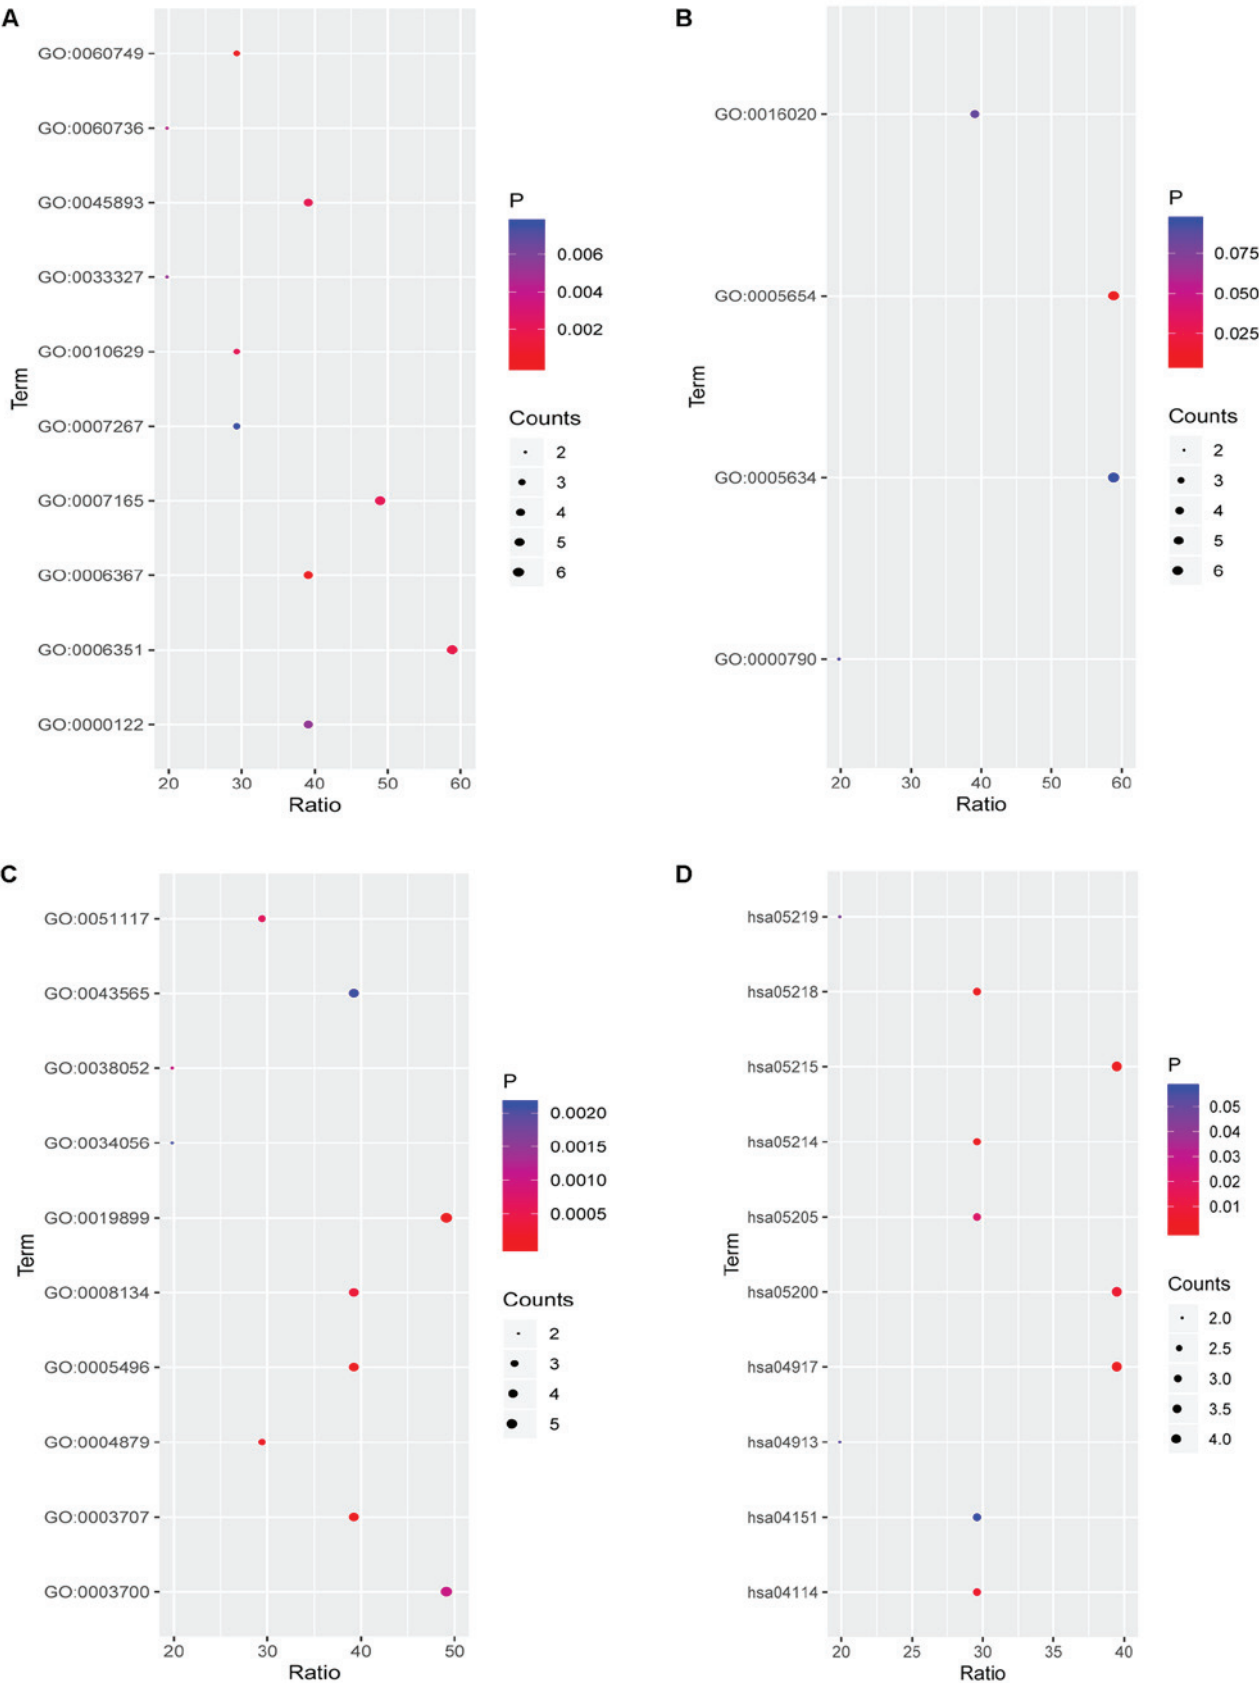 A
GO:0060749
GO:0060736
GO:0045893
GO:0033327
GO:0010629
GO:0007267
GO:0007165
GO:0006367
GO:0006351
GO:0000122
Term
20 30 40 50 60
Ratio
P
0.006
0.004
0.002
Counts
2
3
4
5
6
B
GO:0016020
GO:0005654
GO:0005634
GO:0000790
Term
20 30 40 50 60
Ratio
P
0.075
0.050
0.025
Counts
2
3
4
5
6
C
GO:0051117
GO:0043565
GO:0038052
GO:0034056
GO:0019899
GO:0008134
GO:0005496
GO:0004879
GO:0003707
GO:0003700
Term
20 30 40 50
Ratio
P
0.0020
0.0015
0.0010
0.0005
Counts
2
3
4
5
D
hsa05219
hsa05218
hsa05215
hsa05214
hsa05205
hsa05200
hsa04917
hsa04913
hsa04151
hsa04114
Term
20 25 30 35 40
Ratio
P
0.05
0.04
0.03
0.02
0.01
Counts
2.0
2.5
3.0
3.5
4.0